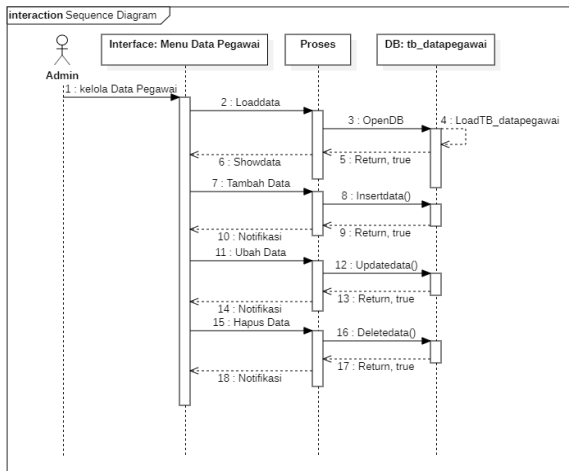 interaction Sequence Diagram
Interface: Menu Data Pegawai
Proses
DB: tb_datapegawai
Admin
1 : kelola Data Pegawai
2 : Loaddata
3 : OpenDB
4 : LoadTB_datapegawai
5 : Return, true
6 : Showdata
7 : Tambah Data
8 : Insertdata()
9 : Return, true
10 : Notifikasi
11 : Ubah Data
12 : Updatedata()
13 : Return, true
14 : Notifikasi
15 : Hapus Data
16 : Deletedata()
17 : Return, true
18 : Notifikasi